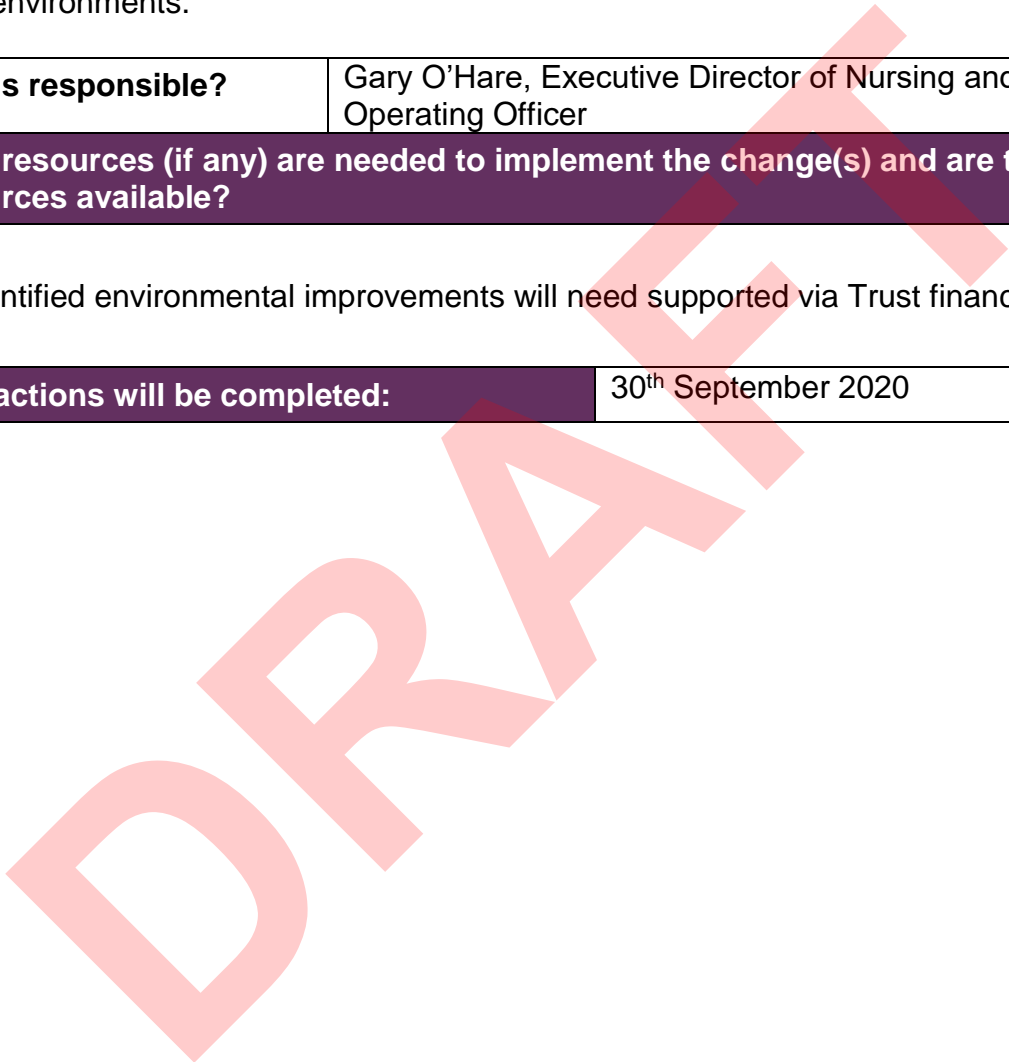 environments.
s responsible?
Gary O’Hare, Executive Director of Nursing and
Operating Officer
resources (if any) are needed to implement the change(s) and are t
rces available?
ntified environmental improvements will need supported via Trust financ
actions will be completed:
30th September 2020
DRAFT